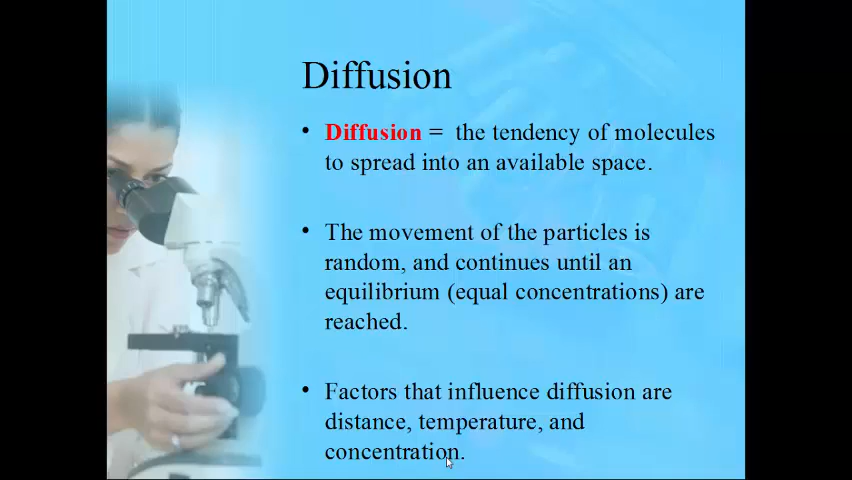 Diffusion
• Diffusion = the tendency of molecules
to spread into an available space.
• The movement of the particles is
random, and continues until an
equilibrium (equal concentrations) are
reached.
• Factors that influence diffusion are
distance, temperature, and
concentration.